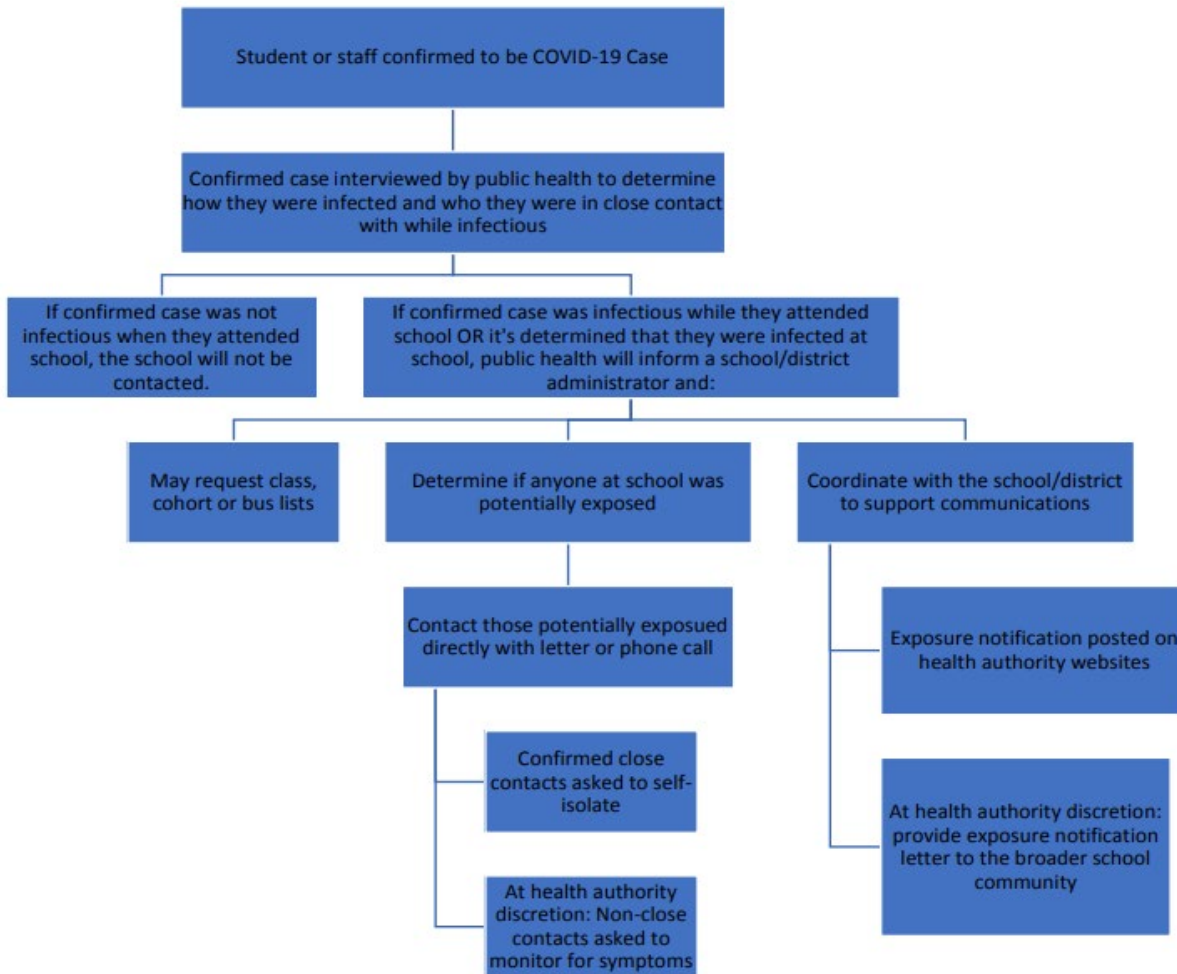 Student or staff confirmed to be COVID-19 Case
Confirmed case interviewed by public health to determine
how they were infected and who they were in close contact
with while infectious
If confirmed case was not
infectious when they attended
school, the school will not be
contacted.
If confirmed case was infectious while they attended
school OR it's determined that they were infected at
school, public health will inform a school/district
administrator and:
May request class,
cohort or bus lists
Determine if anyone at school was
potentially exposed
Coordinate with the school/district
to support communications
Contact those potentially exposued
directly with letter or phone call
Exposure notification posted on
health authority websites
Confirmed close
contacts asked to self-
isolate
At health authority discretion:
provide exposure notification
letter to the broader school
community
At health authority
discretion: Non-close
contacts asked to
monitor for symptoms